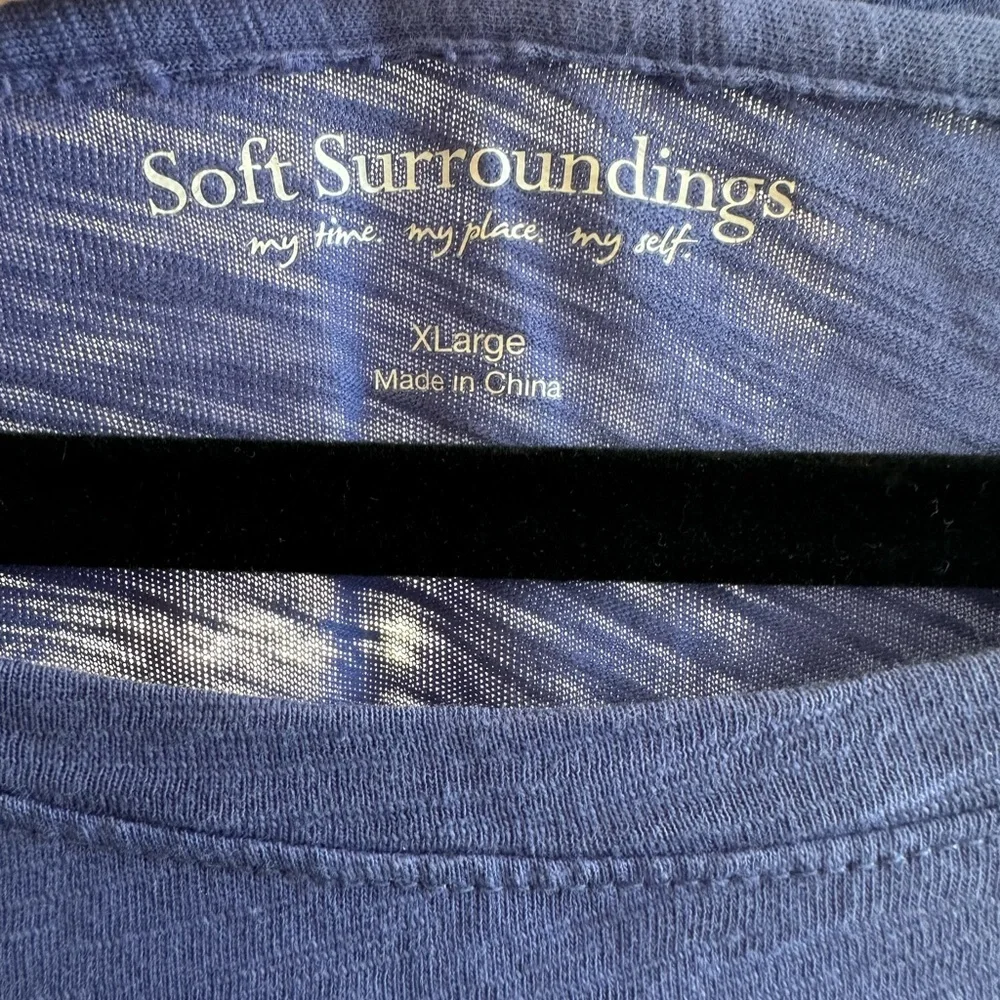 Soft Surroundings
my time. my place. my self.
XLarge
Made in China